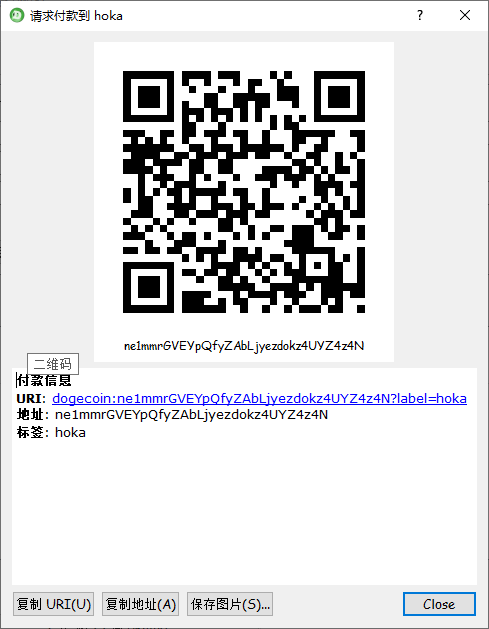 请求付款到 hoka
ne1mmrGVEYpQfyZAbLjyezdokz4UYZ4z4N
二维码
付款信息
URI: dogecoin:ne1mmrGVEYpQfyZAbLjyezdokz4UYZ4z4N?label=hoka
地址: ne1mmrGVEYpQfyZAbLjyezdokz4UYZ4z4N
标签: hoka
复制 URI(U) 复制地址(A) 保存图片(S)... Close